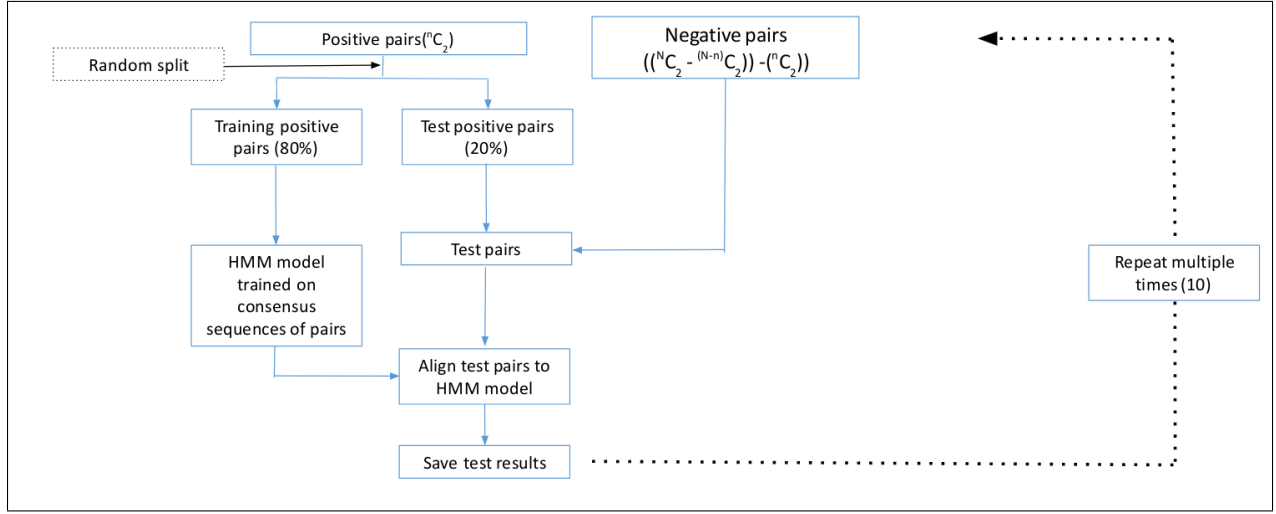 Positive pairs(ⁿC₂)
Negative pairs
((ᴺC₂ - ⁽ᴺ⁻ⁿ⁾C₂)) -(ⁿC₂))
Random split
Training positive
pairs (80%)
Test positive pairs
(20%)
Test pairs
HMM model
trained on
consensus
sequences of pairs
Repeat multiple
times (10)
Align test pairs to
HMM model
Save test results